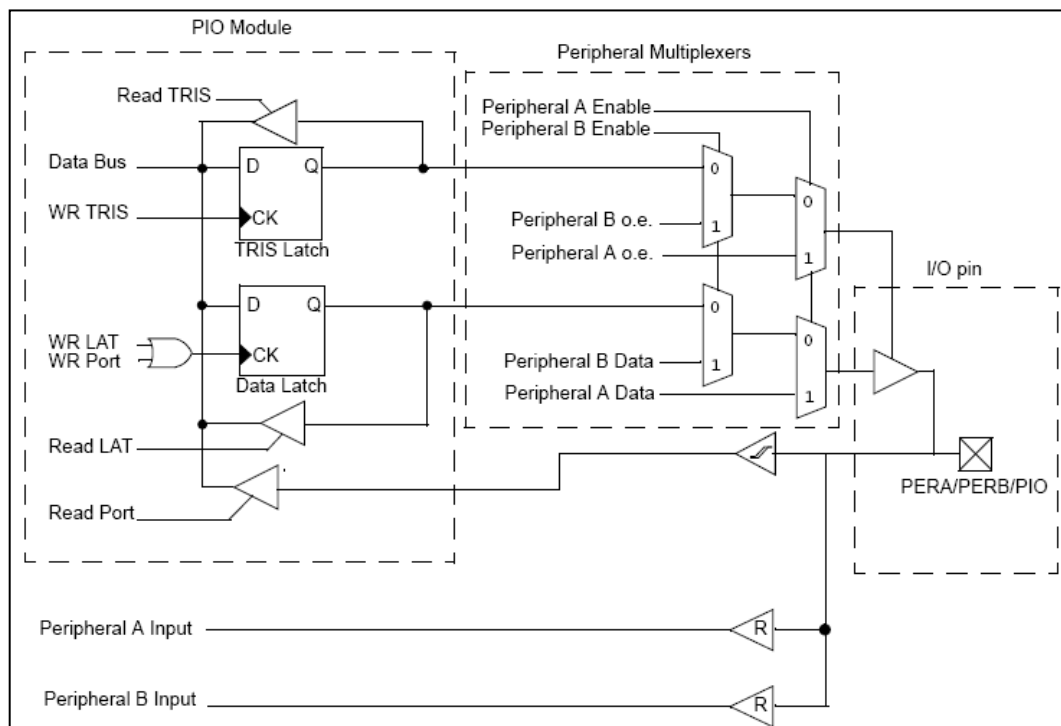 PIO Module
Peripheral Multiplexers
Read TRIS
Peripheral A Enable
Peripheral B Enable
Data Bus
D
Q
0
WR TRIS
CK
0
Peripheral B o.e.
1
TRIS Latch
Peripheral A o.e.
1
I/O pin
D
Q
0
WR LAT
WR Port
CK
0
Peripheral B Data
1
Data Latch
Peripheral A Data
1
Read LAT
PERA/PERB/PIO
Read Port
Peripheral A Input
R
Peripheral B Input
R